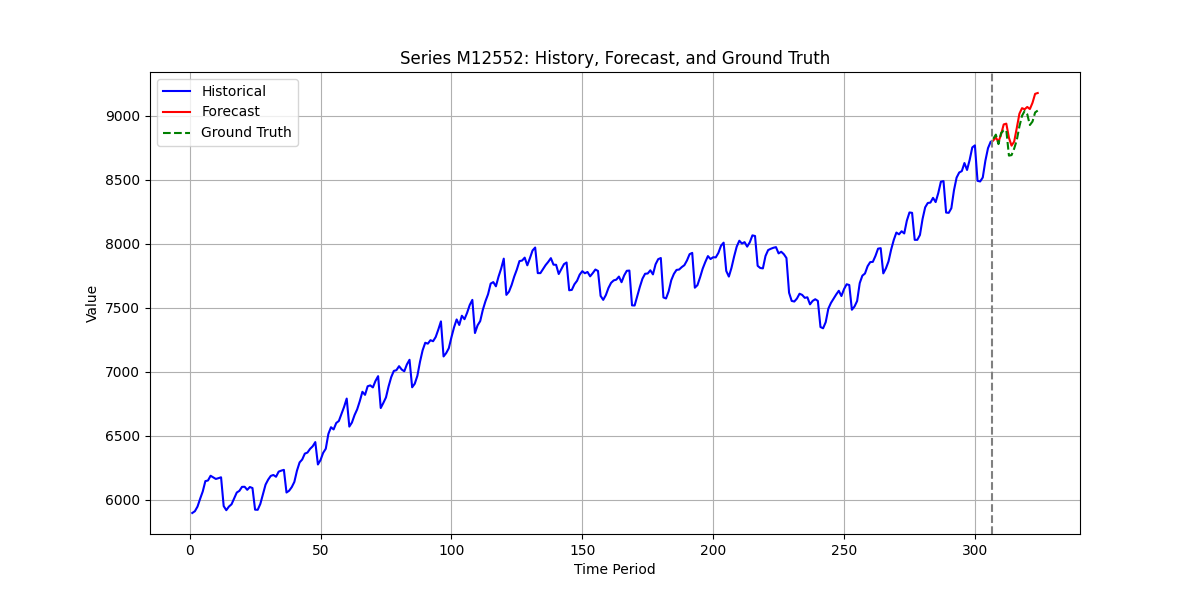 Series M12552: History, Forecast, and Ground Truth
Historical
Forecast
Ground Truth
9000
8500
8000
7500
7000
6500
6000
Value
0 50 100 150 200 250 300
Time Period